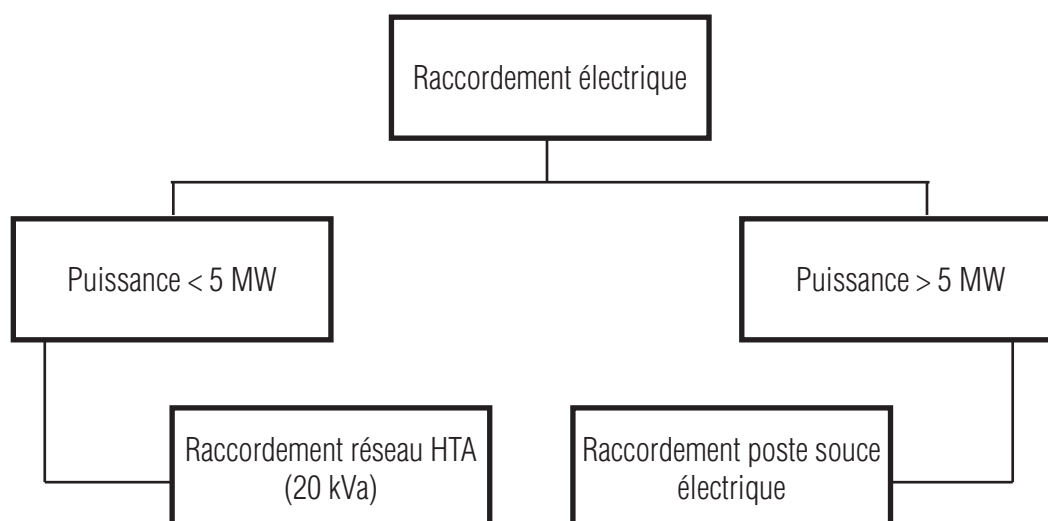 Raccordement électrique
Puissance < 5 MW
Puissance > 5 MW
Raccordement réseau HTA
(20 kVa)
Raccordement poste souce
électrique